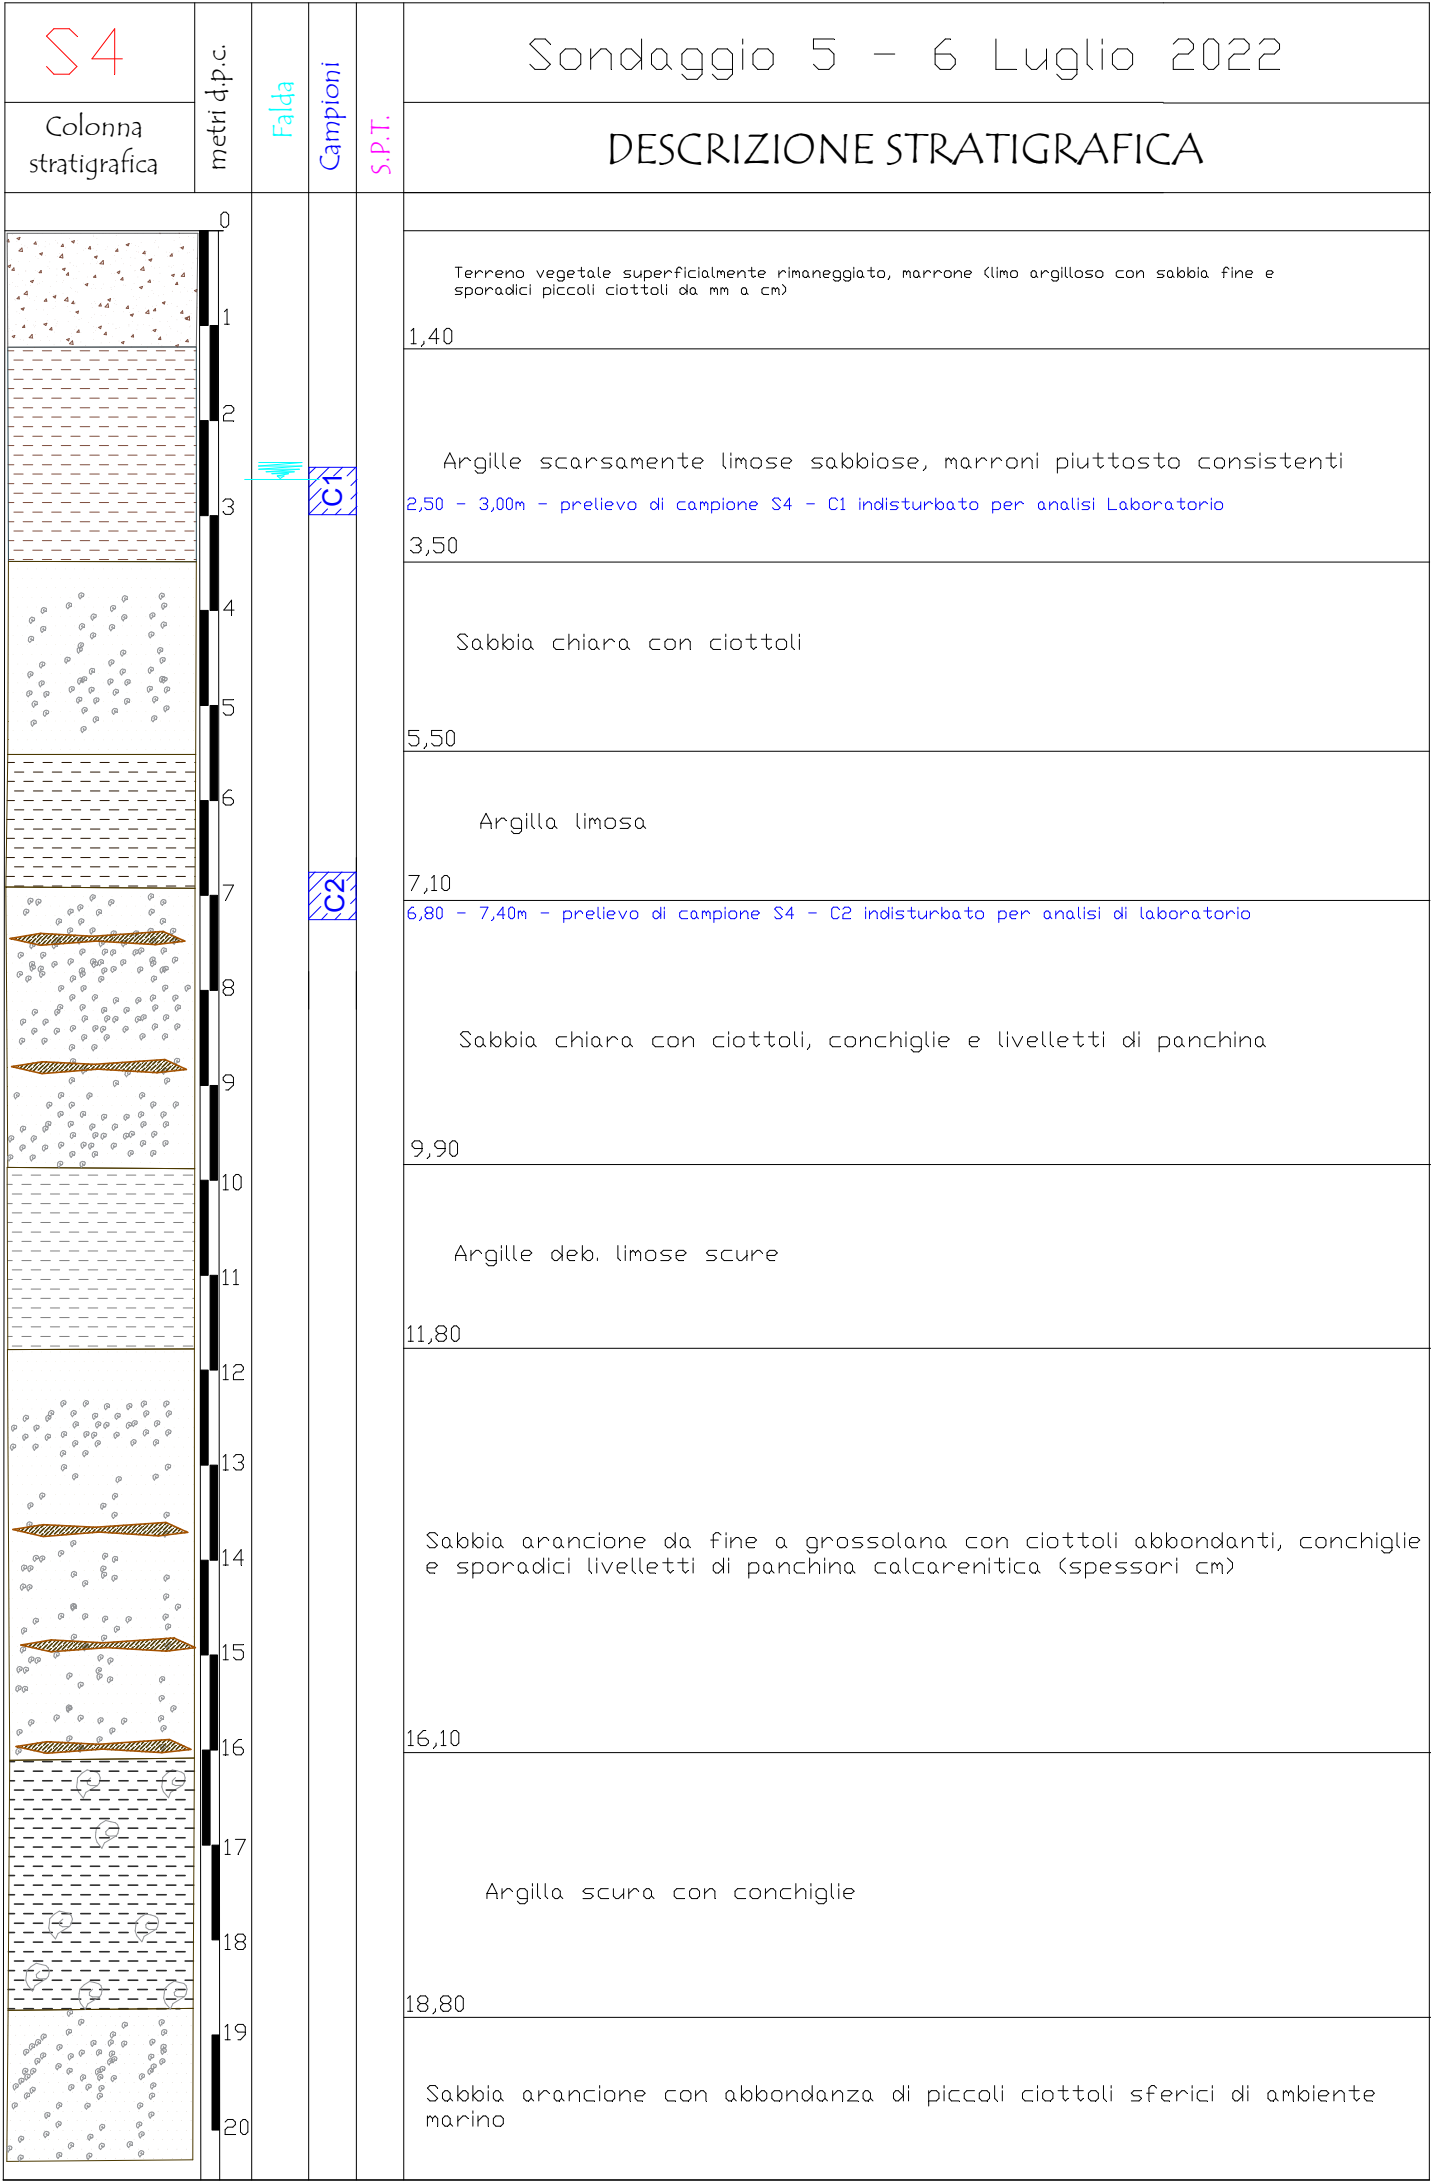 S4
Sondaggio 5 - 6 Luglio 2022
Colonna
stratigrafica
metri d.p.c.
Falda
Campioni
S.P.T.
DESCRIZIONE STRATIGRAFICA
0
Terreno vegetale superficialmente rimaneggiato, marrone (limo argilloso con sabbia fine e
sporadici piccoli ciottoli da mm a cm)
1
1,40
2
Argille scarsamente limose sabbiose, marroni piuttosto consistenti
C1
2,50 - 3,00m - prelievo di campione S4 - C1 indisturbato per analisi Laboratorio
3
3,50
4
Sabbia chiara con ciottoli
5
5,50
6
Argilla limosa
7
7,10
C2
6,80 - 7,40m - prelievo di campione S4 - C2 indisturbato per analisi di laboratorio
8
Sabbia chiara con ciottoli, conchiglie e livelletti di panchina
9
9,90
10
Argille deb. limose scure
11
11,80
12
13
Sabbia arancione da fine a grossolana con ciottoli abbondanti, conchiglie
e sporadici livelletti di panchina calcarenitica (spessori cm)
14
15
16,10
16
17
Argilla scura con conchiglie
18
18,80
19
Sabbia arancione con abbondanza di piccoli ciottoli sferici di ambiente
marino
20